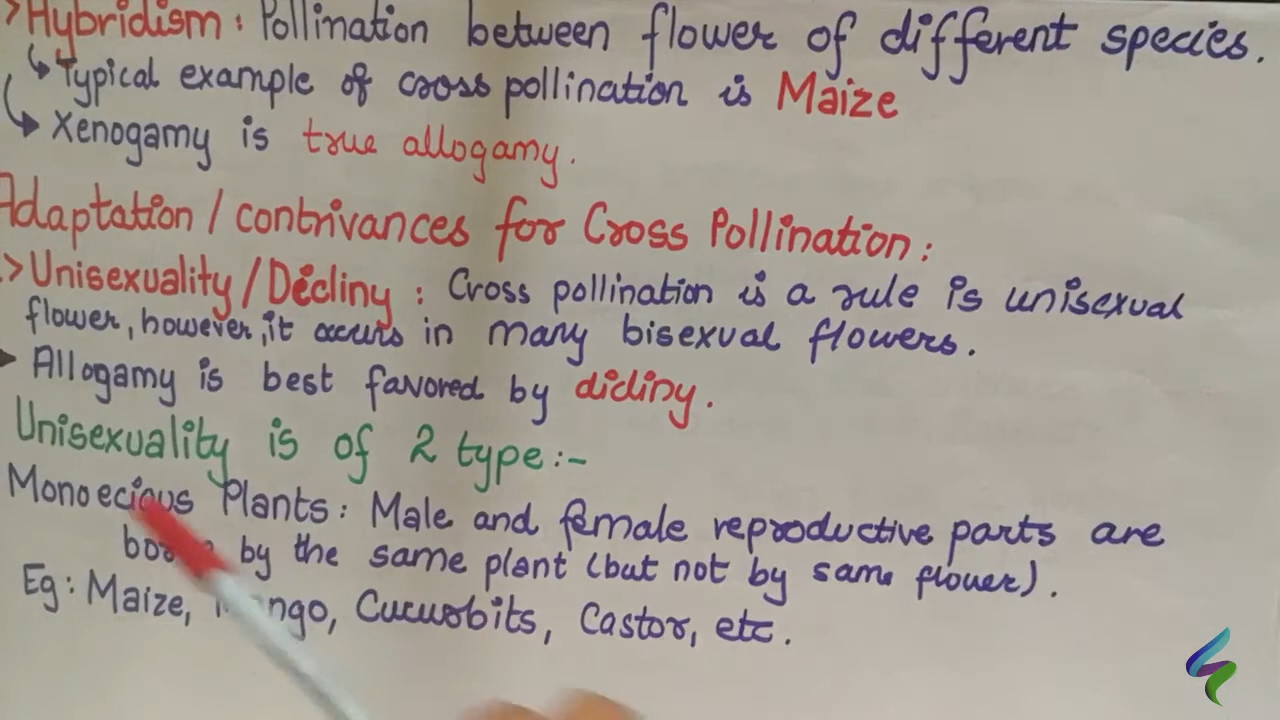 >Hybridism : Pollination between flower of different species.
Typical example of cross pollination is Maize
Xenogamy is true allogamy.
Adaptation / contrivances for Cross Pollination :
.> Unisexuality / Decliny : Cross pollination is a rule is unisexual
flower, however, it occurs in many bisexual flowers.
Allogamy is best favored by dicliny.
Unisexuality is of 2 type :-
Monoecious Plants : Male and female reproductive parts are
by the same plant (but not by same flower).
Eg : Maize, Cucurbits, Castor, etc.